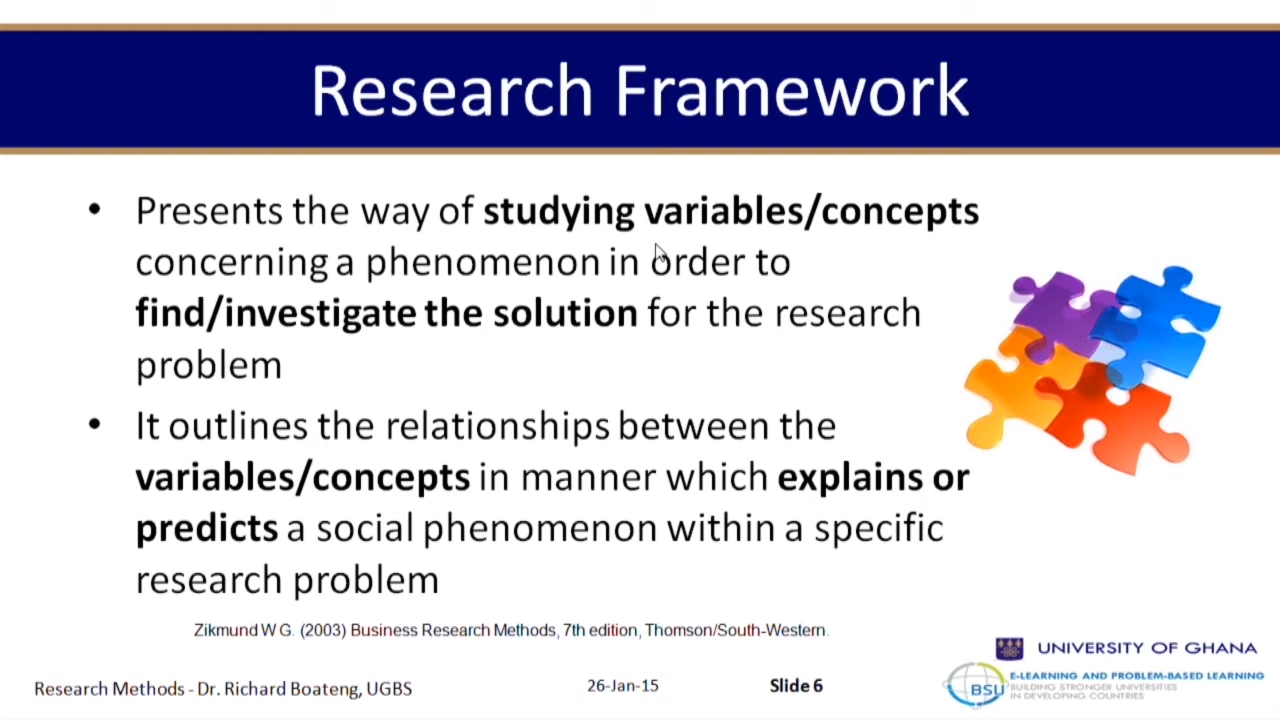 Research Framework
• Presents the way of studying variables/concepts
concerning a phenomenon in order to
find/investigate the solution for the research
problem
• It outlines the relationships between the
variables/concepts in manner which explains or
predicts a social phenomenon within a specific
research problem
Zikmund W G. (2003) Business Research Methods, 7th edition, Thomson/South-Western.
UNIVERSITY OF GHANA
BSU
E-LEARNING AND PROBLEM-BASED LEARNING
BUILDING STRONGER UNIVERSITIES
IN DEVELOPING COUNTRIES
Research Methods - Dr. Richard Boateng, UGBS
26-Jan-15
Slide 6